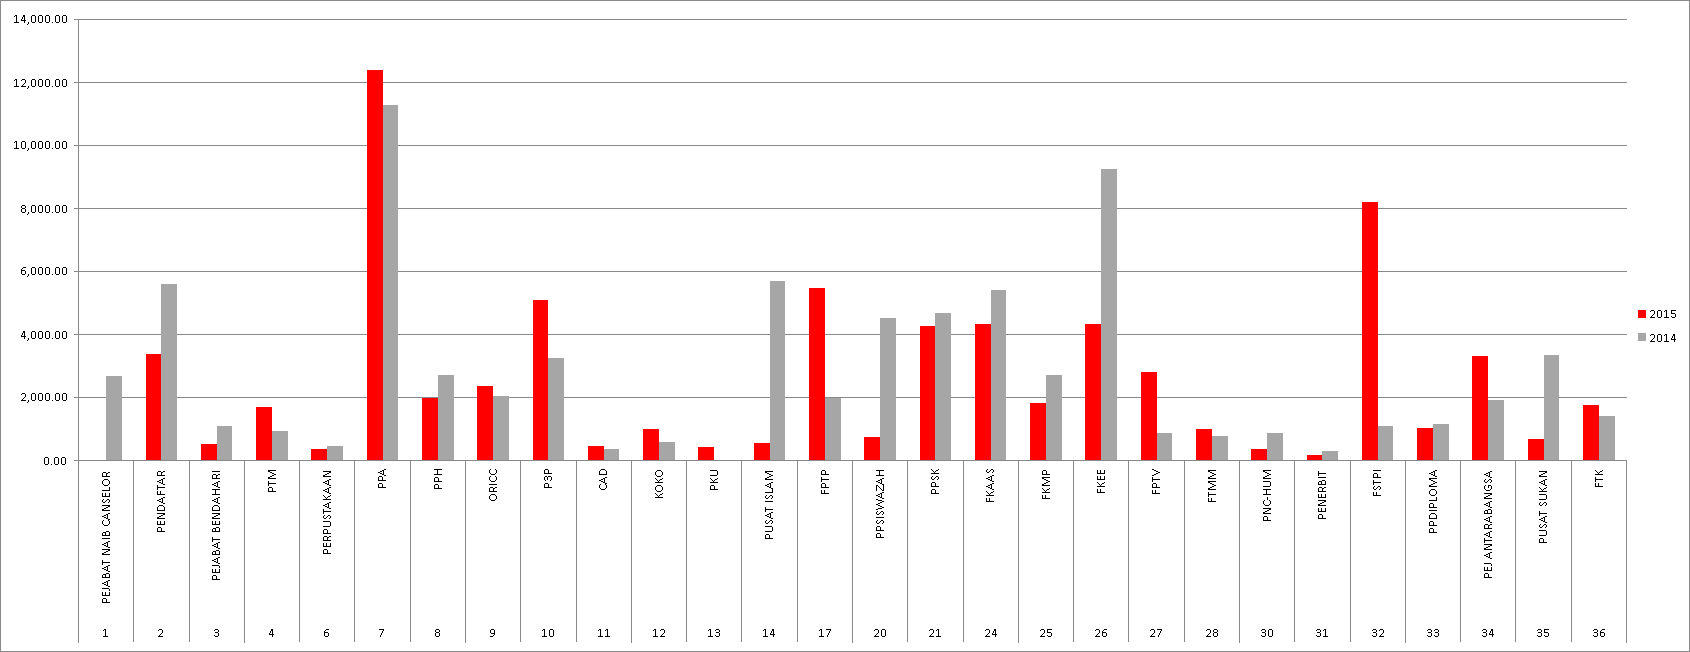 14,000.00
12,000.00
10,000.00
8,000.00
6,000.00
4,000.00
2,000.00
0.00
PEJABAT NAIB CANSELOR
PENDAFTAR
PEJABAT BENDAHARI
PTM
PERPUSTAKAAN
PPA
PPH
ORICC
P3P
CAD
KOKO
PKU
PUSAT ISLAM
FPTP
PPSISWAZAH
PPSK
FKAAS
FKMP
FKEE
FPTV
FTMM
PNC-HUM
PENERBIT
FSTPI
PPDIPLOMA
PEJ ANTARABANGSA
PUSAT SUKAN
FTK
1 2 3 4 6 7 8 9 10 11 12 13 14 17 20 21 24 25 26 27 28 30 31 32 33 34 35 36
2015
2014